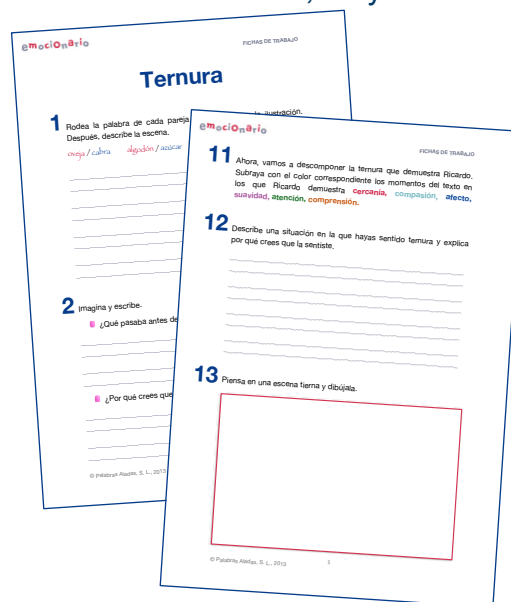 emocionario
FICHAS DE TRABAJO
Ternura
1 Rodea la palabra de cada pareja la ilustración.
Después, describe la escena.
oveja / cabra algodón / azúcar
2 Imagina y escribe.
¿Qué pasaba antes de
¿Por qué crees que
© Palabras Aladas, S. L., 2013
emocionario
FICHAS DE TRABAJO
11 Ahora, vamos a descomponer la ternura que demuestra Ricardo.
Subraya con el color correspondiente los momentos del texto en
los que Ricardo demuestra cercanía, compasión, afecto,
suavidad, atención, comprensión.
12 Describe una situación en la que hayas sentido ternura y explica
por qué crees que la sentiste.
13 Piensa en una escena tierna y dibújala.
© Palabras Aladas, S. L., 2013